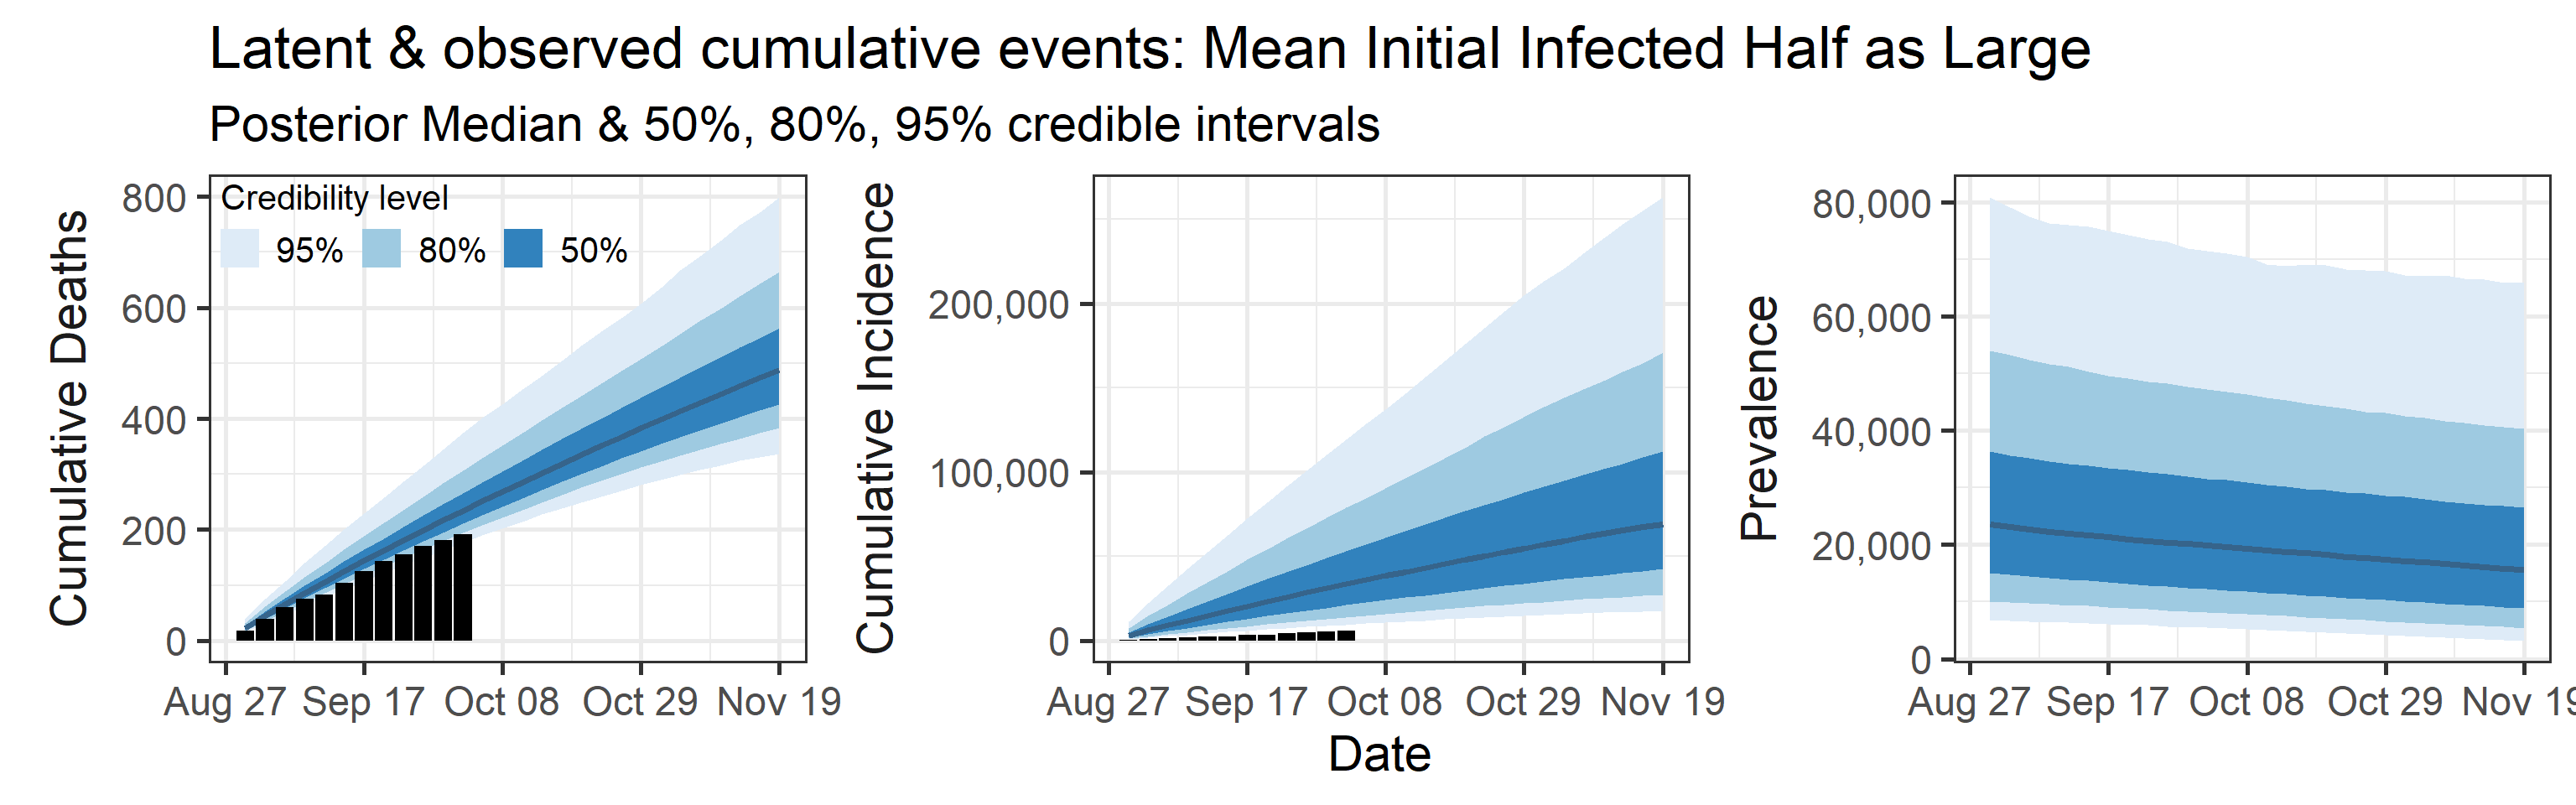 Latent & observed cumulative events: Mean Initial Infected Half as Large
Posterior Median & 50%, 80%, 95% credible intervals
Cumulative Deaths
800
600
400
200
0
Credibility level
95% 80% 50%
Aug 27 Sep 17 Oct 08 Oct 29 Nov 19
Cumulative Incidence
200,000
100,000
0
Aug 27 Sep 17 Oct 08 Oct 29 Nov 19
Prevalence
80,000
60,000
40,000
20,000
0
Aug 27 Sep 17 Oct 08 Oct 29 Nov 19
Date